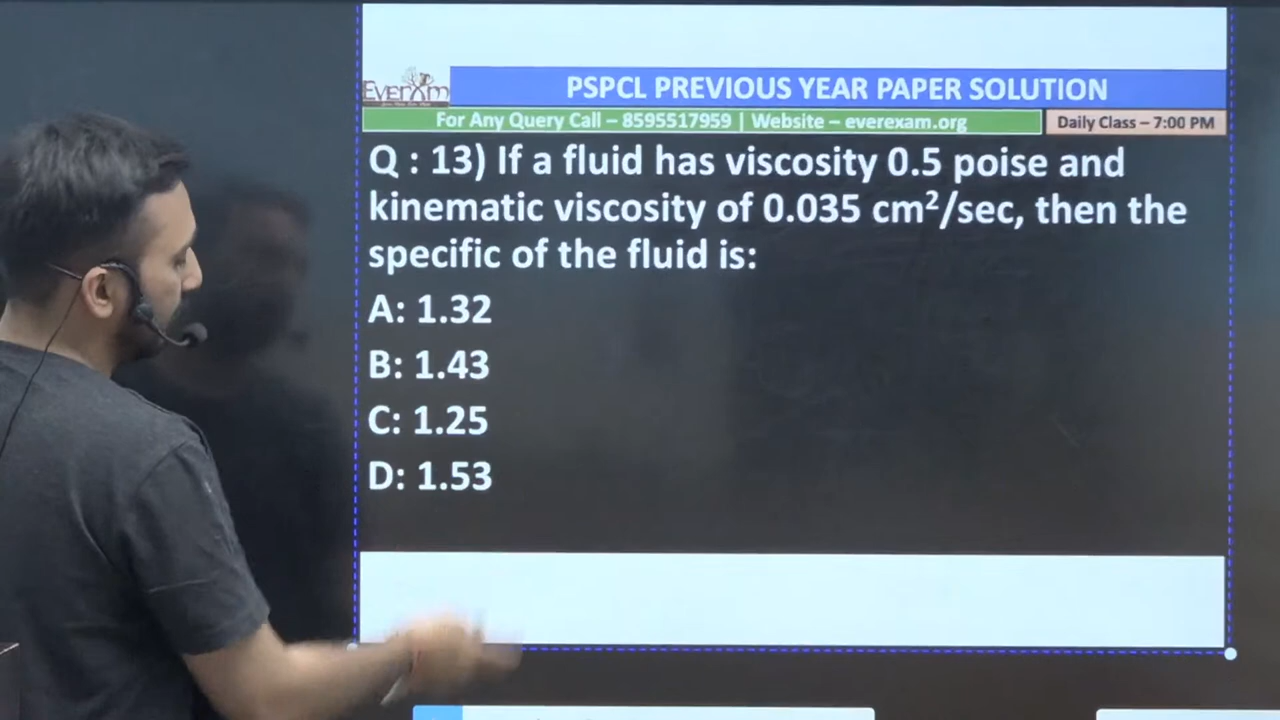 EVEREXAM
PSPCL PREVIOUS YEAR PAPER SOLUTION
For Any Query Call – 8595517959 | Website – everexam.org
Daily Class – 7:00 PM
Q : 13) If a fluid has viscosity 0.5 poise and
kinematic viscosity of 0.035 cm²/sec, then the
specific of the fluid is:
A: 1.32
B: 1.43
C: 1.25
D: 1.53